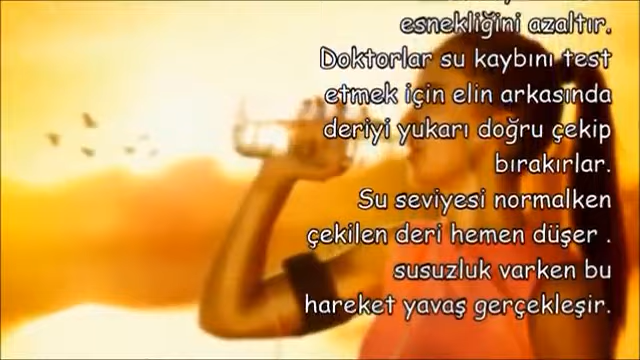 esnekliğini azaltır.
Doktorlar su kaybını test
etmek için elin arkasında
deriyi yukarı doğru çekip
bırakırlar.
Su seviyesi normalken
çekilen deri hemen düşer .
susuzluk varken bu
hareket yavaş gerçekleşir.